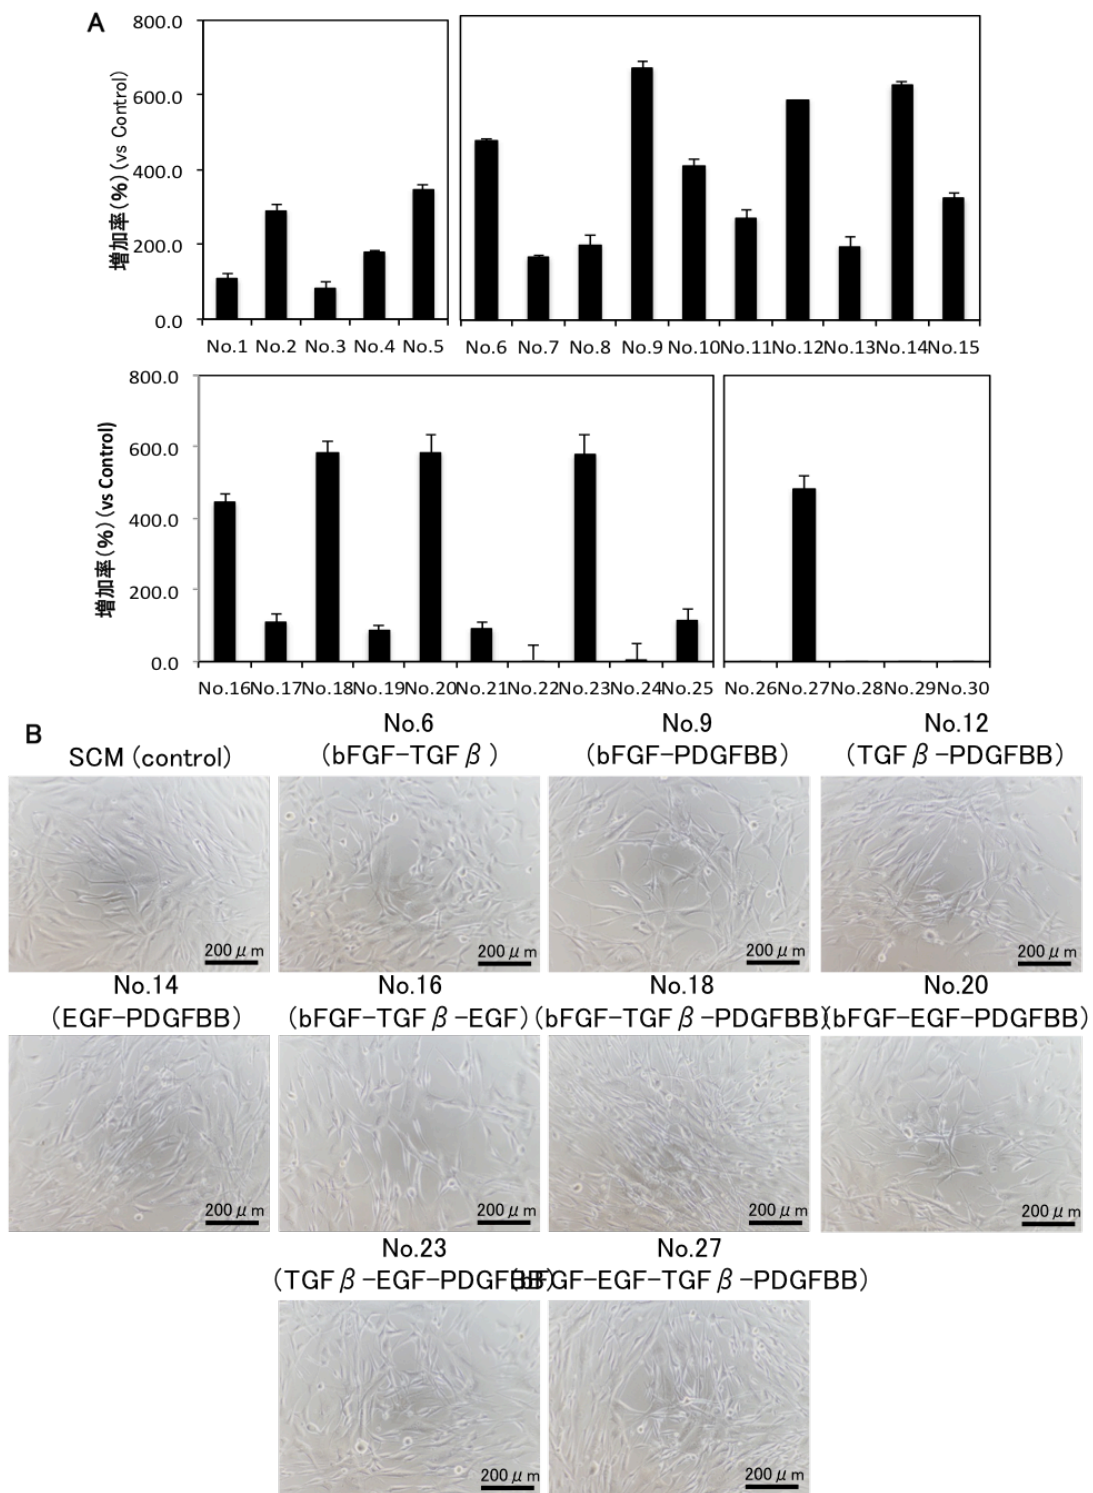 A
増加率(%)(vs Control)
800.0
600.0
400.0
200.0
0.0
No.1 No.2 No.3 No.4 No.5 No.6 No.7 No.8 No.9 No.10 No.11 No.12 No.13 No.14 No.15
増加率(%)(vs Control)
800.0
600.0
400.0
200.0
0.0
No.16 No.17 No.18 No.19 No.20 No.21 No.22 No.23 No.24 No.25 No.26 No.27 No.28 No.29 No.30
B
SCM (control)
No.6
(bFGF-TGFβ)
No.9
(bFGF-PDGFBB)
No.12
(TGFβ-PDGFBB)
200μm
200μm
200μm
200μm
No.14
(EGF-PDGFBB)
No.16
(bFGF-TGFβ-EGF)
No.18
(bFGF-TGFβ-PDGFBB)
No.20
(bFGF-EGF-PDGFBB)
200μm
200μm
200μm
200μm
No.23
(TGFβ-EGF-PDGFBB)
No.27
(bFGF-EGF-TGFβ-PDGFBB)
200μm
200μm